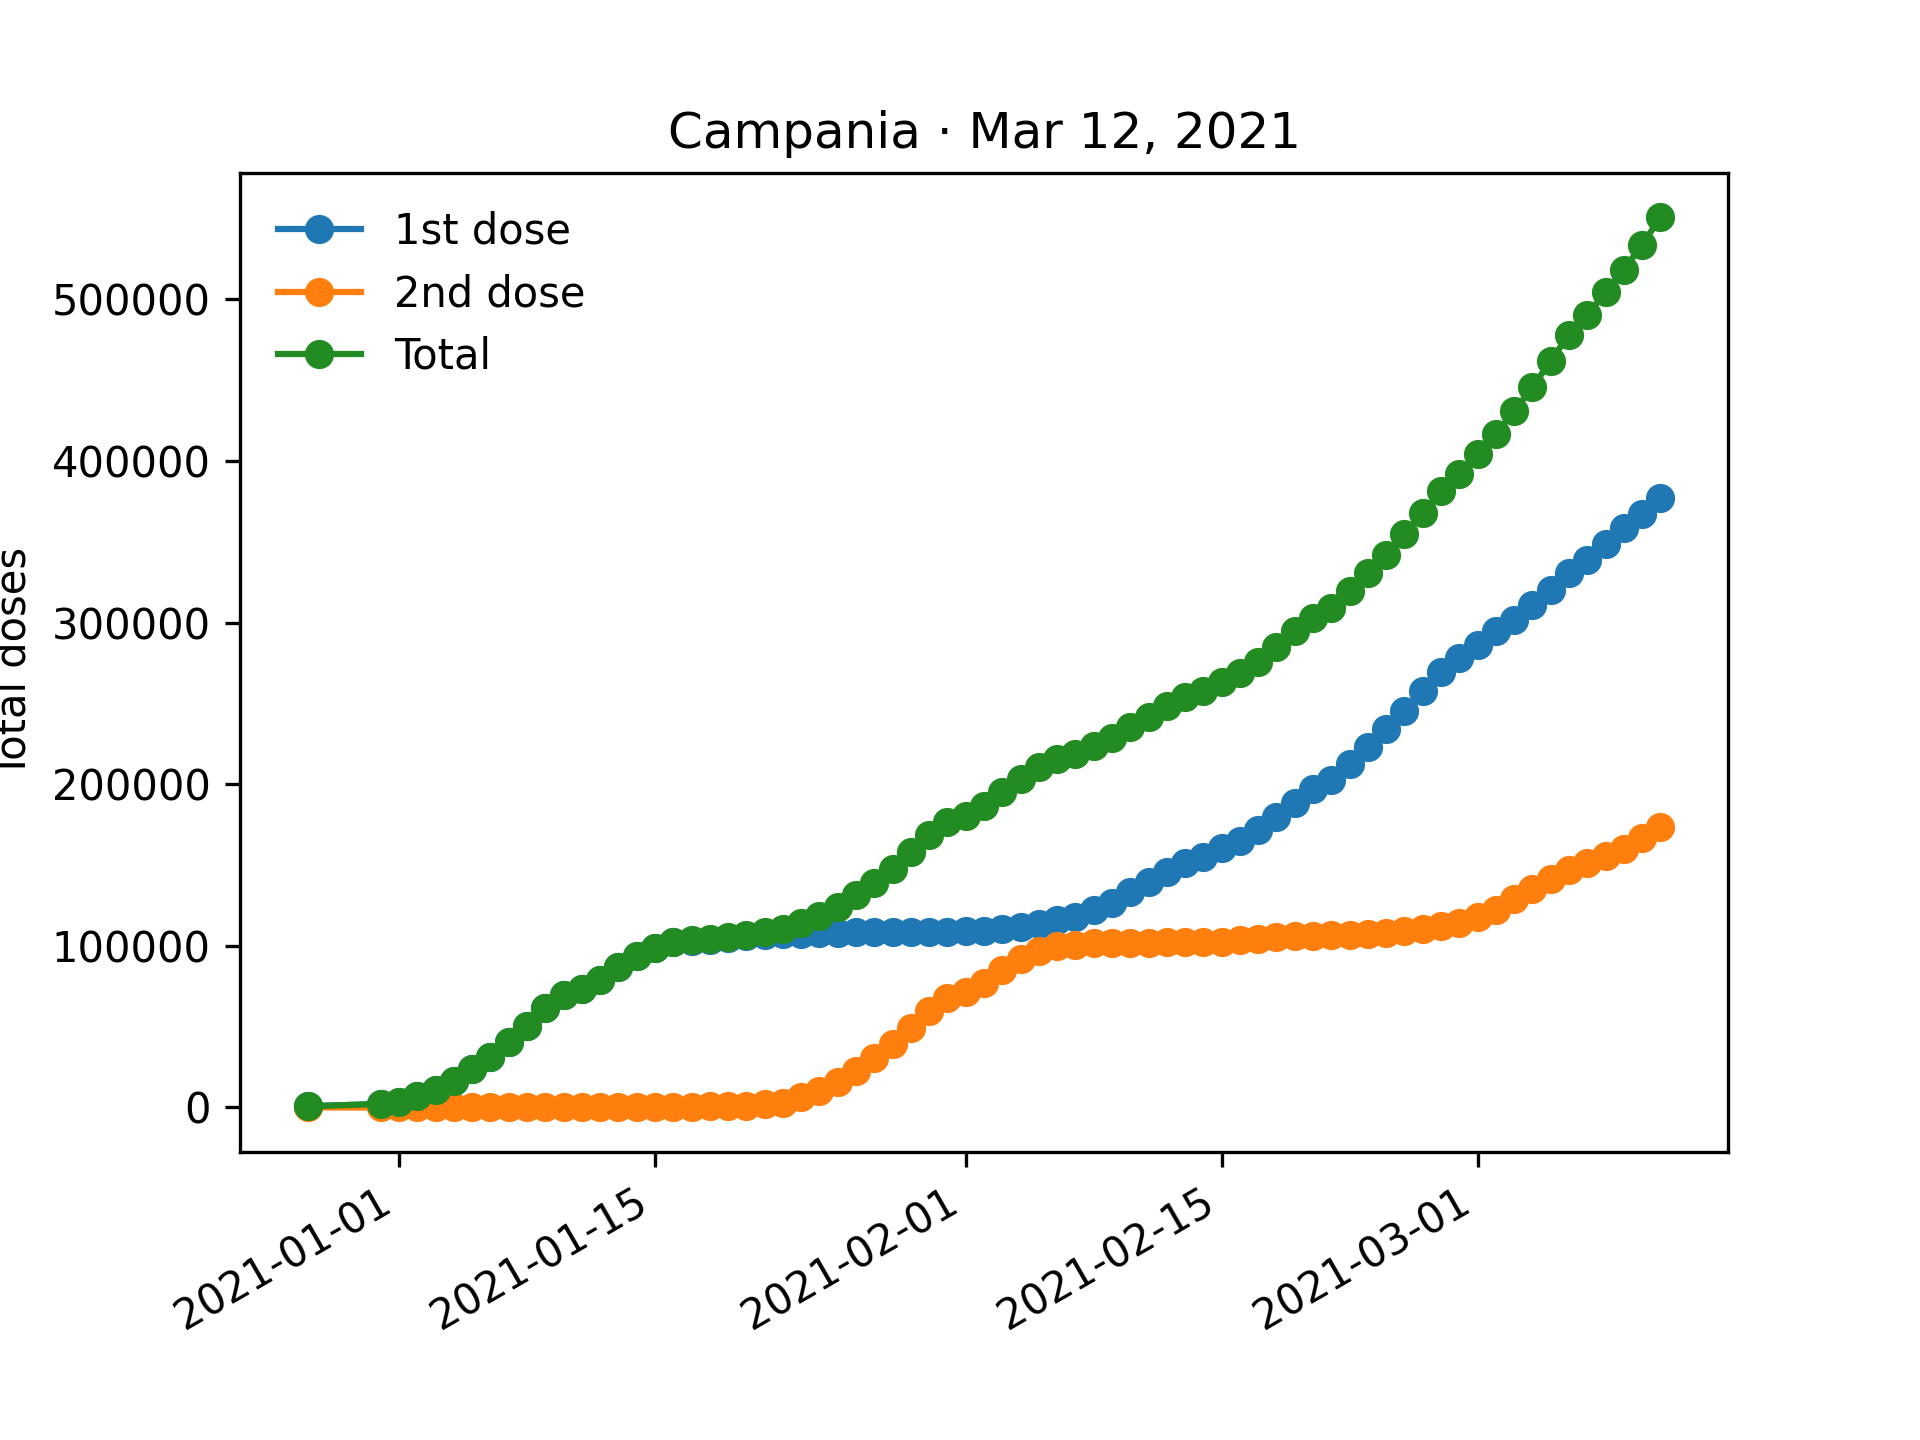 Campania · Mar 12, 2021
1st dose
2nd dose
Total
500000
400000
300000
200000
100000
0
Total doses
2021-01-01
2021-01-15
2021-02-01
2021-02-15
2021-03-01